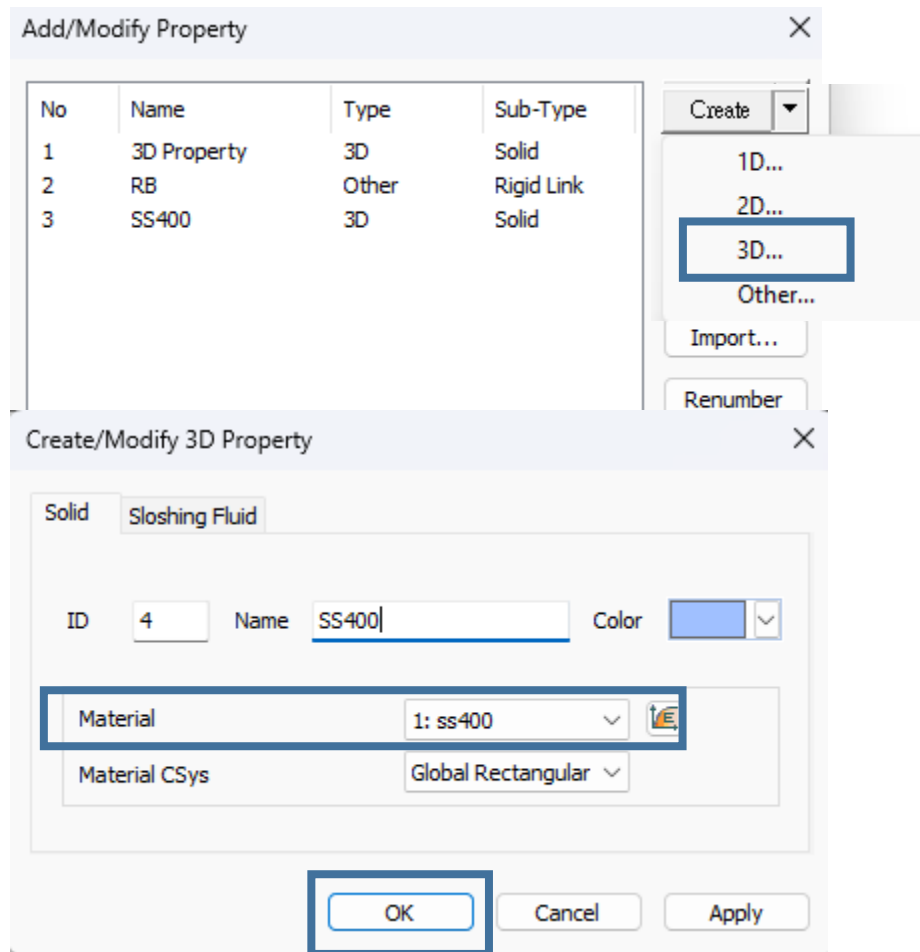 Add/Modify Property
No Name Type Sub-Type
Create
1 3D Property 3D Solid
1D...
2 RB Other Rigid Link
2D...
3 SS400 3D Solid
3D...
Other...
Import...
Renumber
Create/Modify 3D Property
Solid Sloshing Fluid
ID 4 Name SS400 Color
Material 1: ss400 E
Material CSys Global Rectangular
OK Cancel Apply